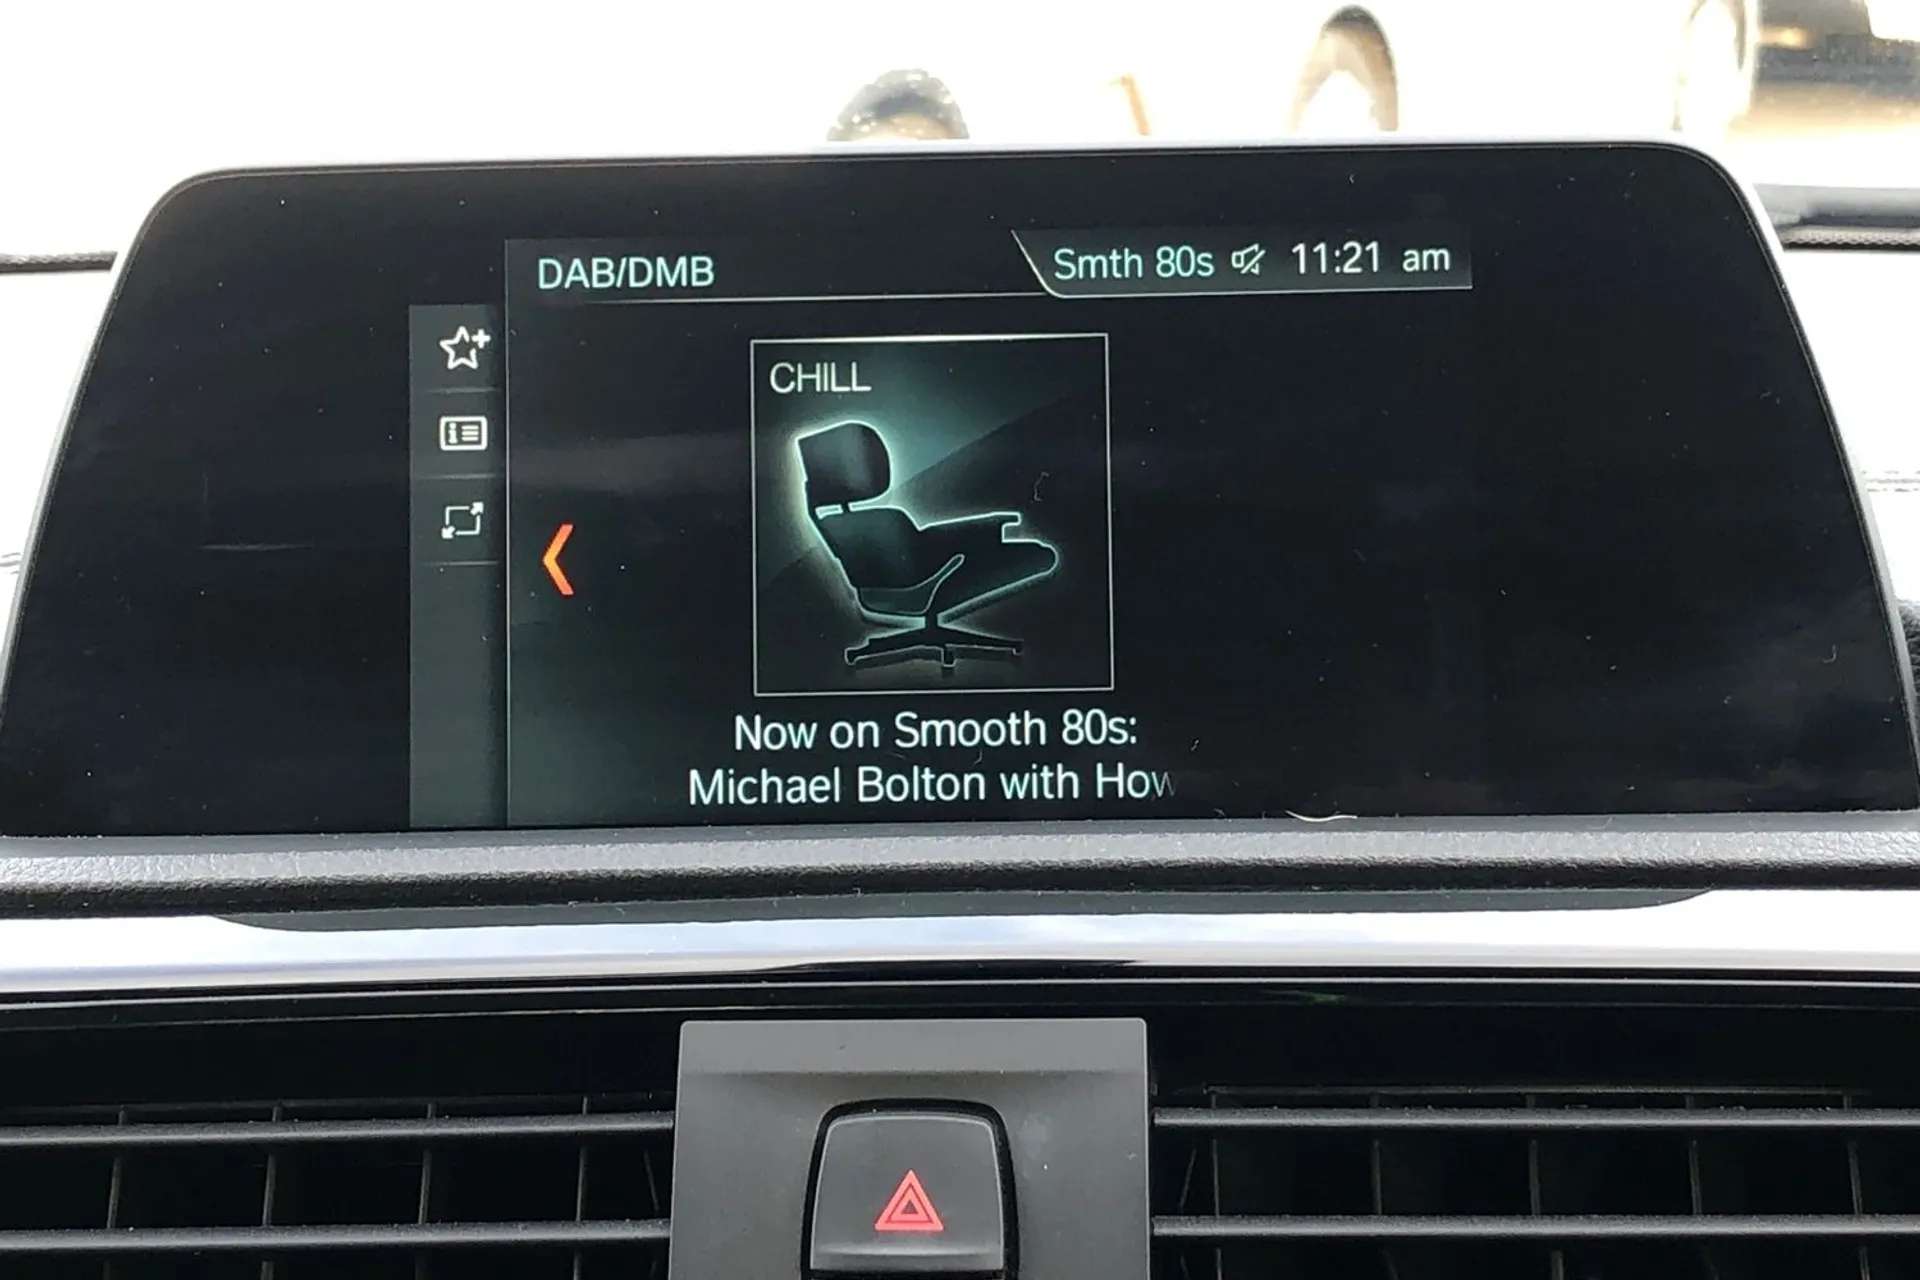 DAB/DMB
Smth 80s 11:21 am
CHILL
Now on Smooth 80s:
Michael Bolton with How